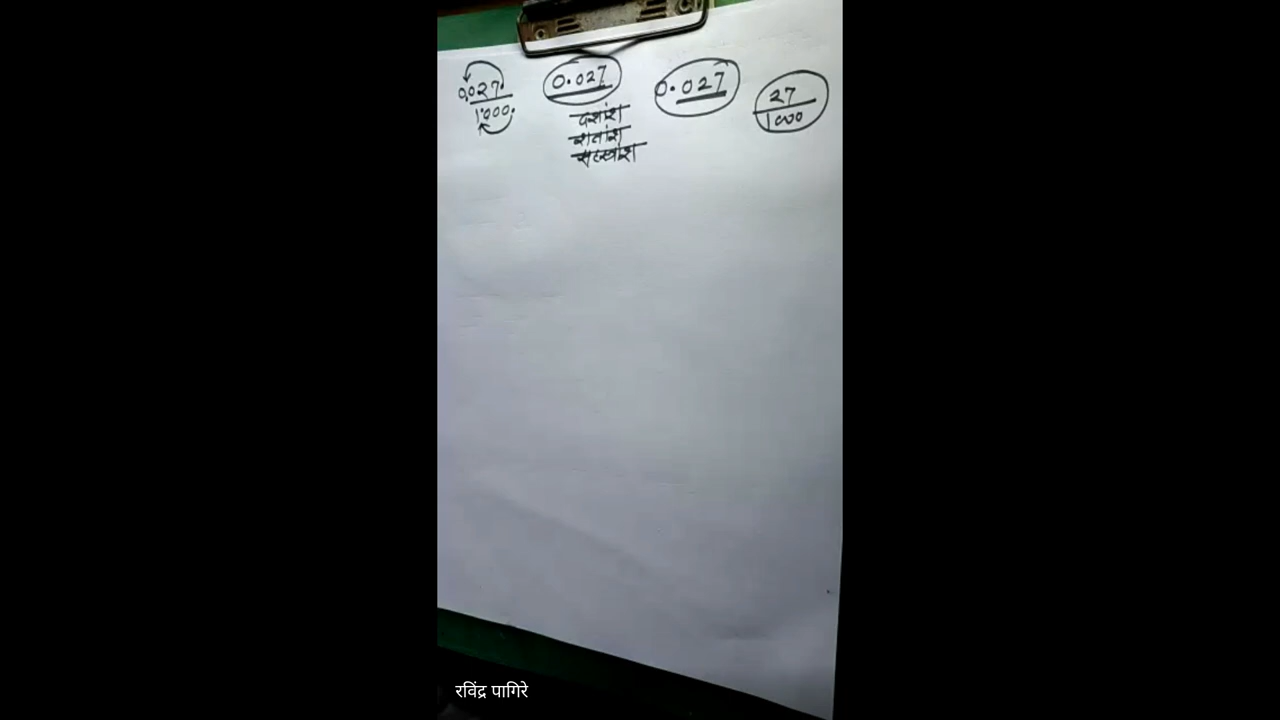 0.027. 0.027 0.027 27
1000. 1000
दशांश
शतांश
सहस्त्रांश
रविंद्र पागिरे